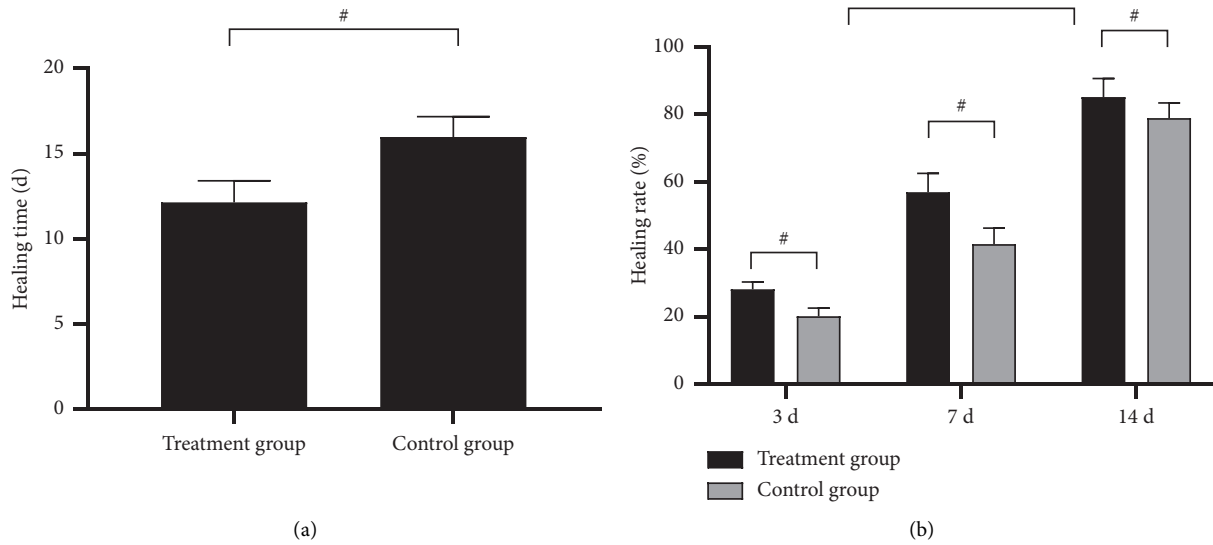 #
20
15
10
5
0
Healing time (d)
Treatment group
Control group
(a)
#
#
#
100
80
60
40
20
0
Healing rate (%)
3 d
7 d
14 d
Treatment group
Control group
(b)